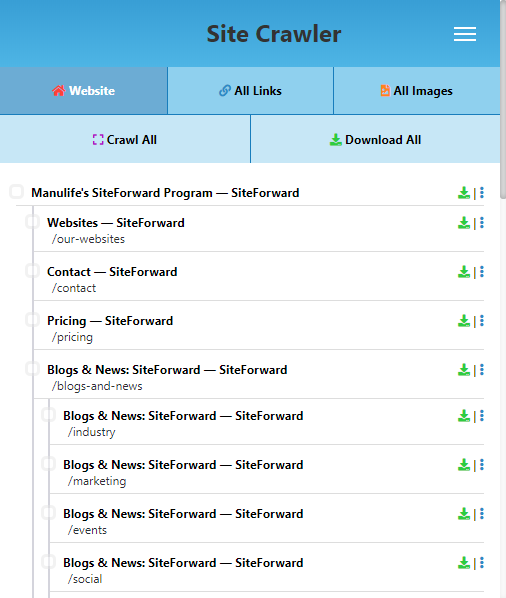 Site Crawler
Website
All Links
All Images
Crawl All
Download All
Manulife's SiteForward Program — SiteForward
Websites — SiteForward
/our-websites
Contact — SiteForward
/contact
Pricing — SiteForward
/pricing
Blogs & News: SiteForward — SiteForward
/blogs-and-news
Blogs & News: SiteForward — SiteForward
/industry
Blogs & News: SiteForward — SiteForward
/marketing
Blogs & News: SiteForward — SiteForward
/events
Blogs & News: SiteForward — SiteForward
/social